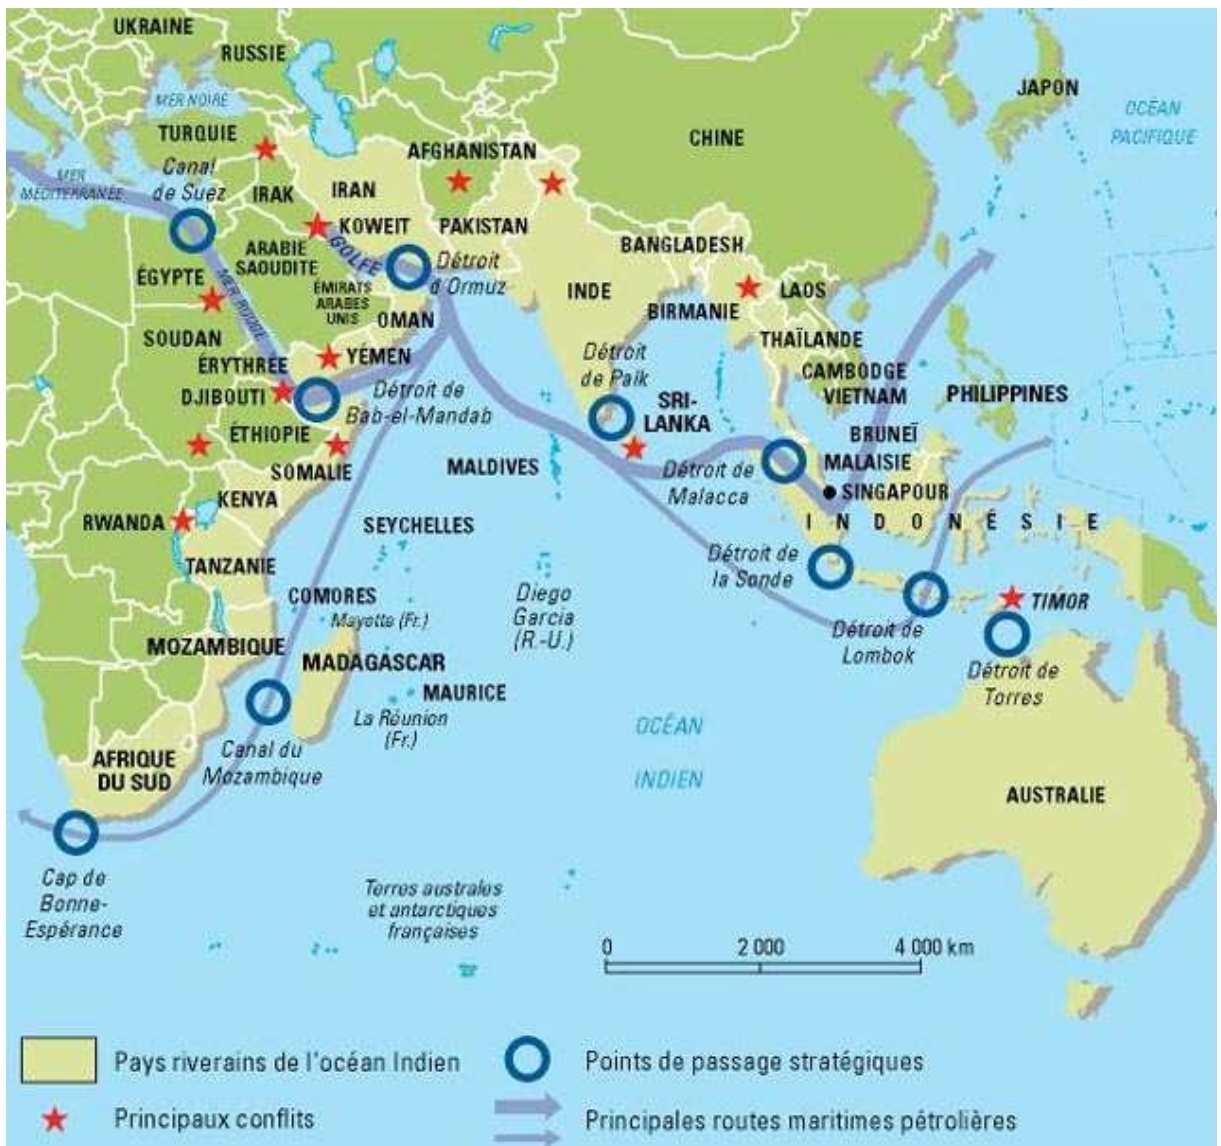 UKRAINE
RUSSIE
JAPON
OCÉAN
PACIFIQUE
MER NOIRE
TURQUIE
AFGHANISTAN
CHINE
Canal
de Suez
MER
MÉDITERRANÉE
IRAK
IRAN
KOWEIT
PAKISTAN
ARABIE
SAOUDITE
GOLFE
Détroit
d'Ormuz
BANGLADESH
ÉGYPTE
MER ROUGE
ÉMIRATS
ARABES
UNIS
OMAN
INDE
BIRMANIE
LAOS
SOUDAN
THAÏLANDE
ÉRYTHRÉE
YÉMEN
Détroit
de Palk
CAMBODGE
VIETNAM
DJIBOUTI
Détroit de
Bab-el-Mandab
SRI-
LANKA
PHILIPPINES
ÉTHIOPIE
BRUNEÏ
SOMALIE
MALDIVES
Détroit de
Malacca
MALAISIE
KENYA
SINGAPOUR
RWANDA
SEYCHELLES
INDONÉSIE
TANZANIE
Détroit de
la Sonde
COMORES
Mayotte (Fr.)
Diego
Garcia
(R.-U.)
TIMOR
MOZAMBIQUE
MADAGASCAR
Détroit de
Lombok
Détroit de
Torres
MAURICE
La Réunion
(Fr.)
OCÉAN
INDIEN
AFRIQUE
DU SUD
Canal du
Mozambique
AUSTRALIE
Cap de
Bonne-
Espérance
Terres australes
et antarctiques
françaises
0 2 000 4 000 km
Pays riverains de l'océan Indien
Points de passage stratégiques
Principaux conflits
Principales routes maritimes pétrolières